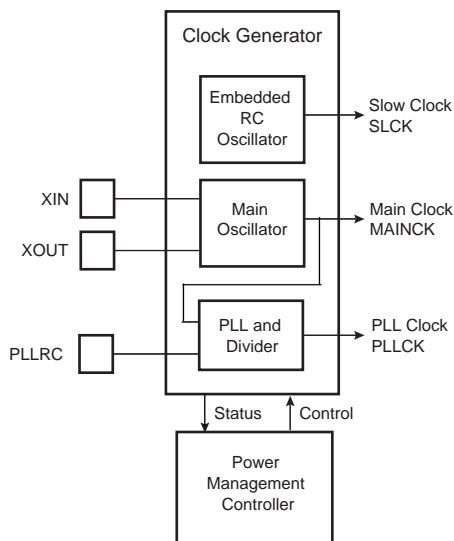 Clock Generator
Embedded
RC
Oscillator
Slow Clock
SLCK
XIN
XOUT
Main
Oscillator
Main Clock
MAINCK
PLLRC
PLL and
Divider
PLL Clock
PLLCK
Status
Control
Power
Management
Controller